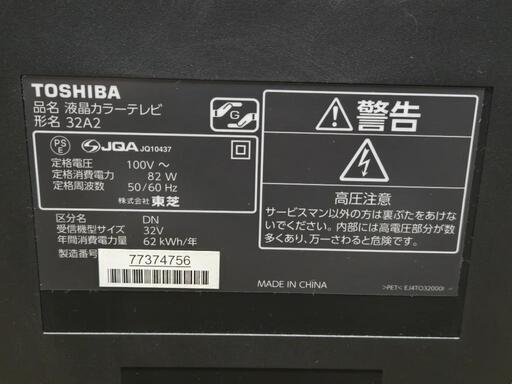 TOSHIBA
品名 液晶カラーテレビ
形名 32A2
G
PS
E
JQA JQ10437
定格電圧 100V ～
定格消費電力 82 W
定格周波数 50/60 Hz
株式会社 東芝
区分名 DN
受信機型サイズ 32V
年間消費電力量 62 kWh/年
製造番号
77374756
警告
高圧注意
サービスマン以外の方は裏ぶたをあけな
いでください。内部には高電圧部分が数
多くあり、万一さわると危険です。
MADE IN CHINA
>PET< EJ4TO32000I